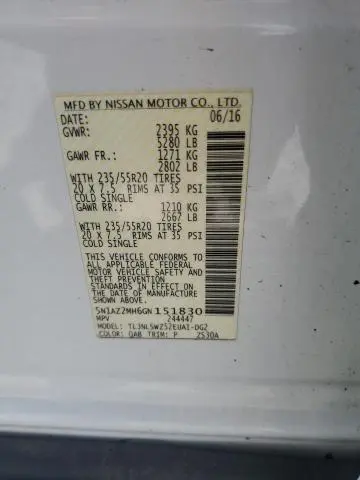 MFD BY NISSAN MOTOR CO., LTD.
DATE: 06/16
GVWR: 2395 KG
5280 LB
GAWR FR.: 1271 KG
2802 LB
WITH 235/55R20 TIRES
20 X 7.5 RIMS AT 35 PSI
COLD SINGLE
GAWR RR.: 1210 KG
2667 LB
WITH 235/55R20 TIRES
20 X 7.5 RIMS AT 35 PSI
COLD SINGLE
THIS VEHICLE CONFORMS TO ALL
APPLICABLE FEDERAL MOTOR
VEHICLE SAFETY AND
THEFT PREVENTION
STANDARDS IN EFFECT ON
THE DATE OF MANUFACTURE
SHOWN ABOVE.
5N1AZ2MH6GN151830
MPV 244447
MODEL: TL3NLSWZ52EUAI-DG2
COLOR: QAB TRIM: P 2S30A